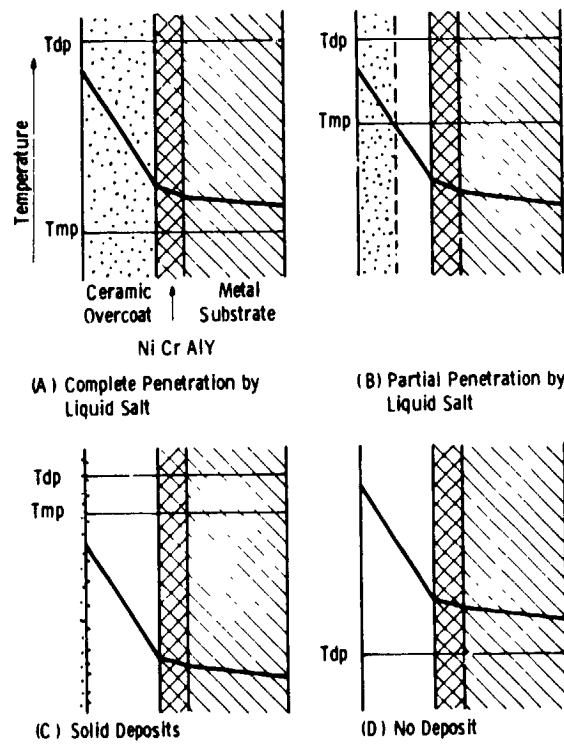 Tdp
Temperature
Tmp
Ceramic Overcoat
Metal Substrate
Ni Cr AlY
(A) Complete Penetration by
Liquid Salt
Tdp
Tmp
(B) Partial Penetration by
Liquid Salt
Tdp
Tmp
(C) Solid Deposits
Tdp
(D) No Deposit